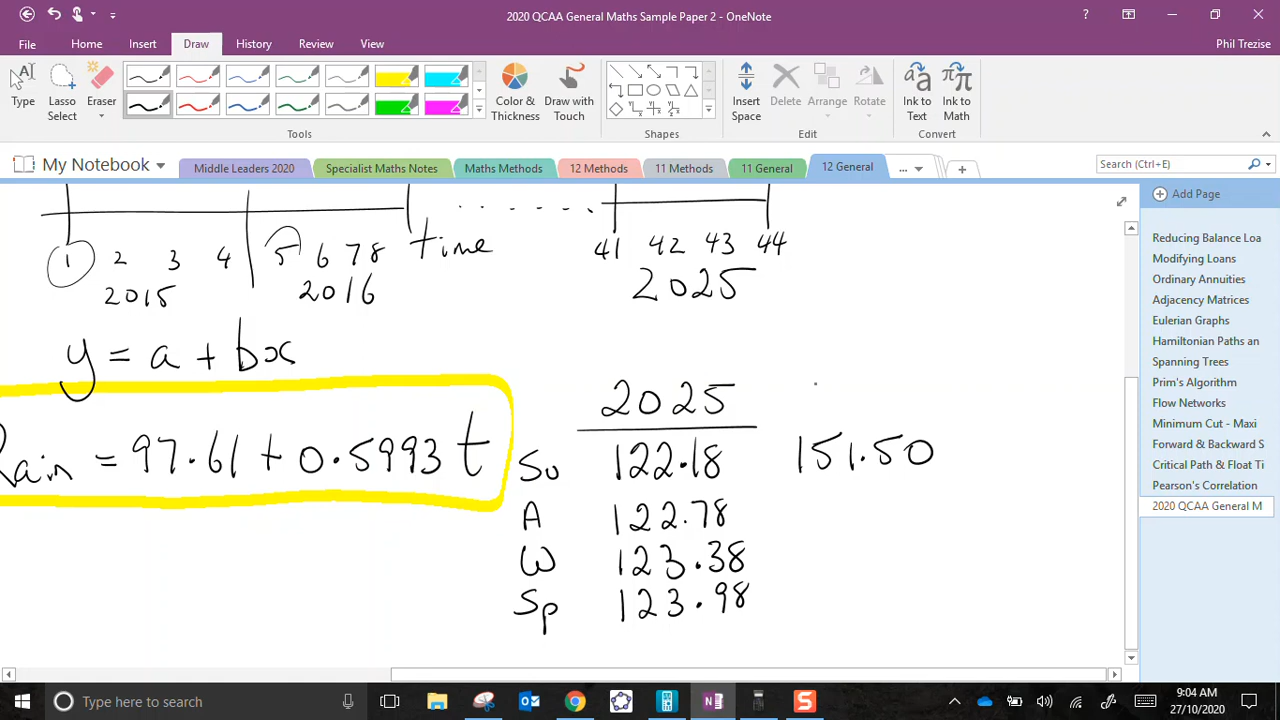 2020 QCAA General Maths Sample Paper 2 - OneNote
Phil Trezise
File Home Insert Draw History Review View
Type
Lasso Select
Eraser
Color & Thickness
Draw with Touch
Insert Space
Delete
Arrange
Rotate
Ink to Text
Ink to Math
Tools
Shapes
Edit
Convert
My Notebook
Middle Leaders 2020
Specialist Maths Notes
Maths Methods
12 Methods
11 Methods
11 General
12 General
...
Search (Ctrl+E)
Add Page
Reducing Balance Loa
Modifying Loans
Ordinary Annuities
Adjacency Matrices
Eulerian Graphs
Hamiltonian Paths an
Spanning Trees
Prim's Algorithm
Flow Networks
Minimum Cut - Maxi
Forward & Backward S
Critical Path & Float Ti
Pearson's Correlation
2020 QCAA General M
1 2 3 4 5 6 7 8 time 41 42 43 44
2015 2016 2025
y = a + bx
Rain = 97.61 + 0.5993 t
2025
Su 122.18 151.50
A 122.78
W 123.38
Sp 123.98
Type here to search
9:04 AM
27/10/2020